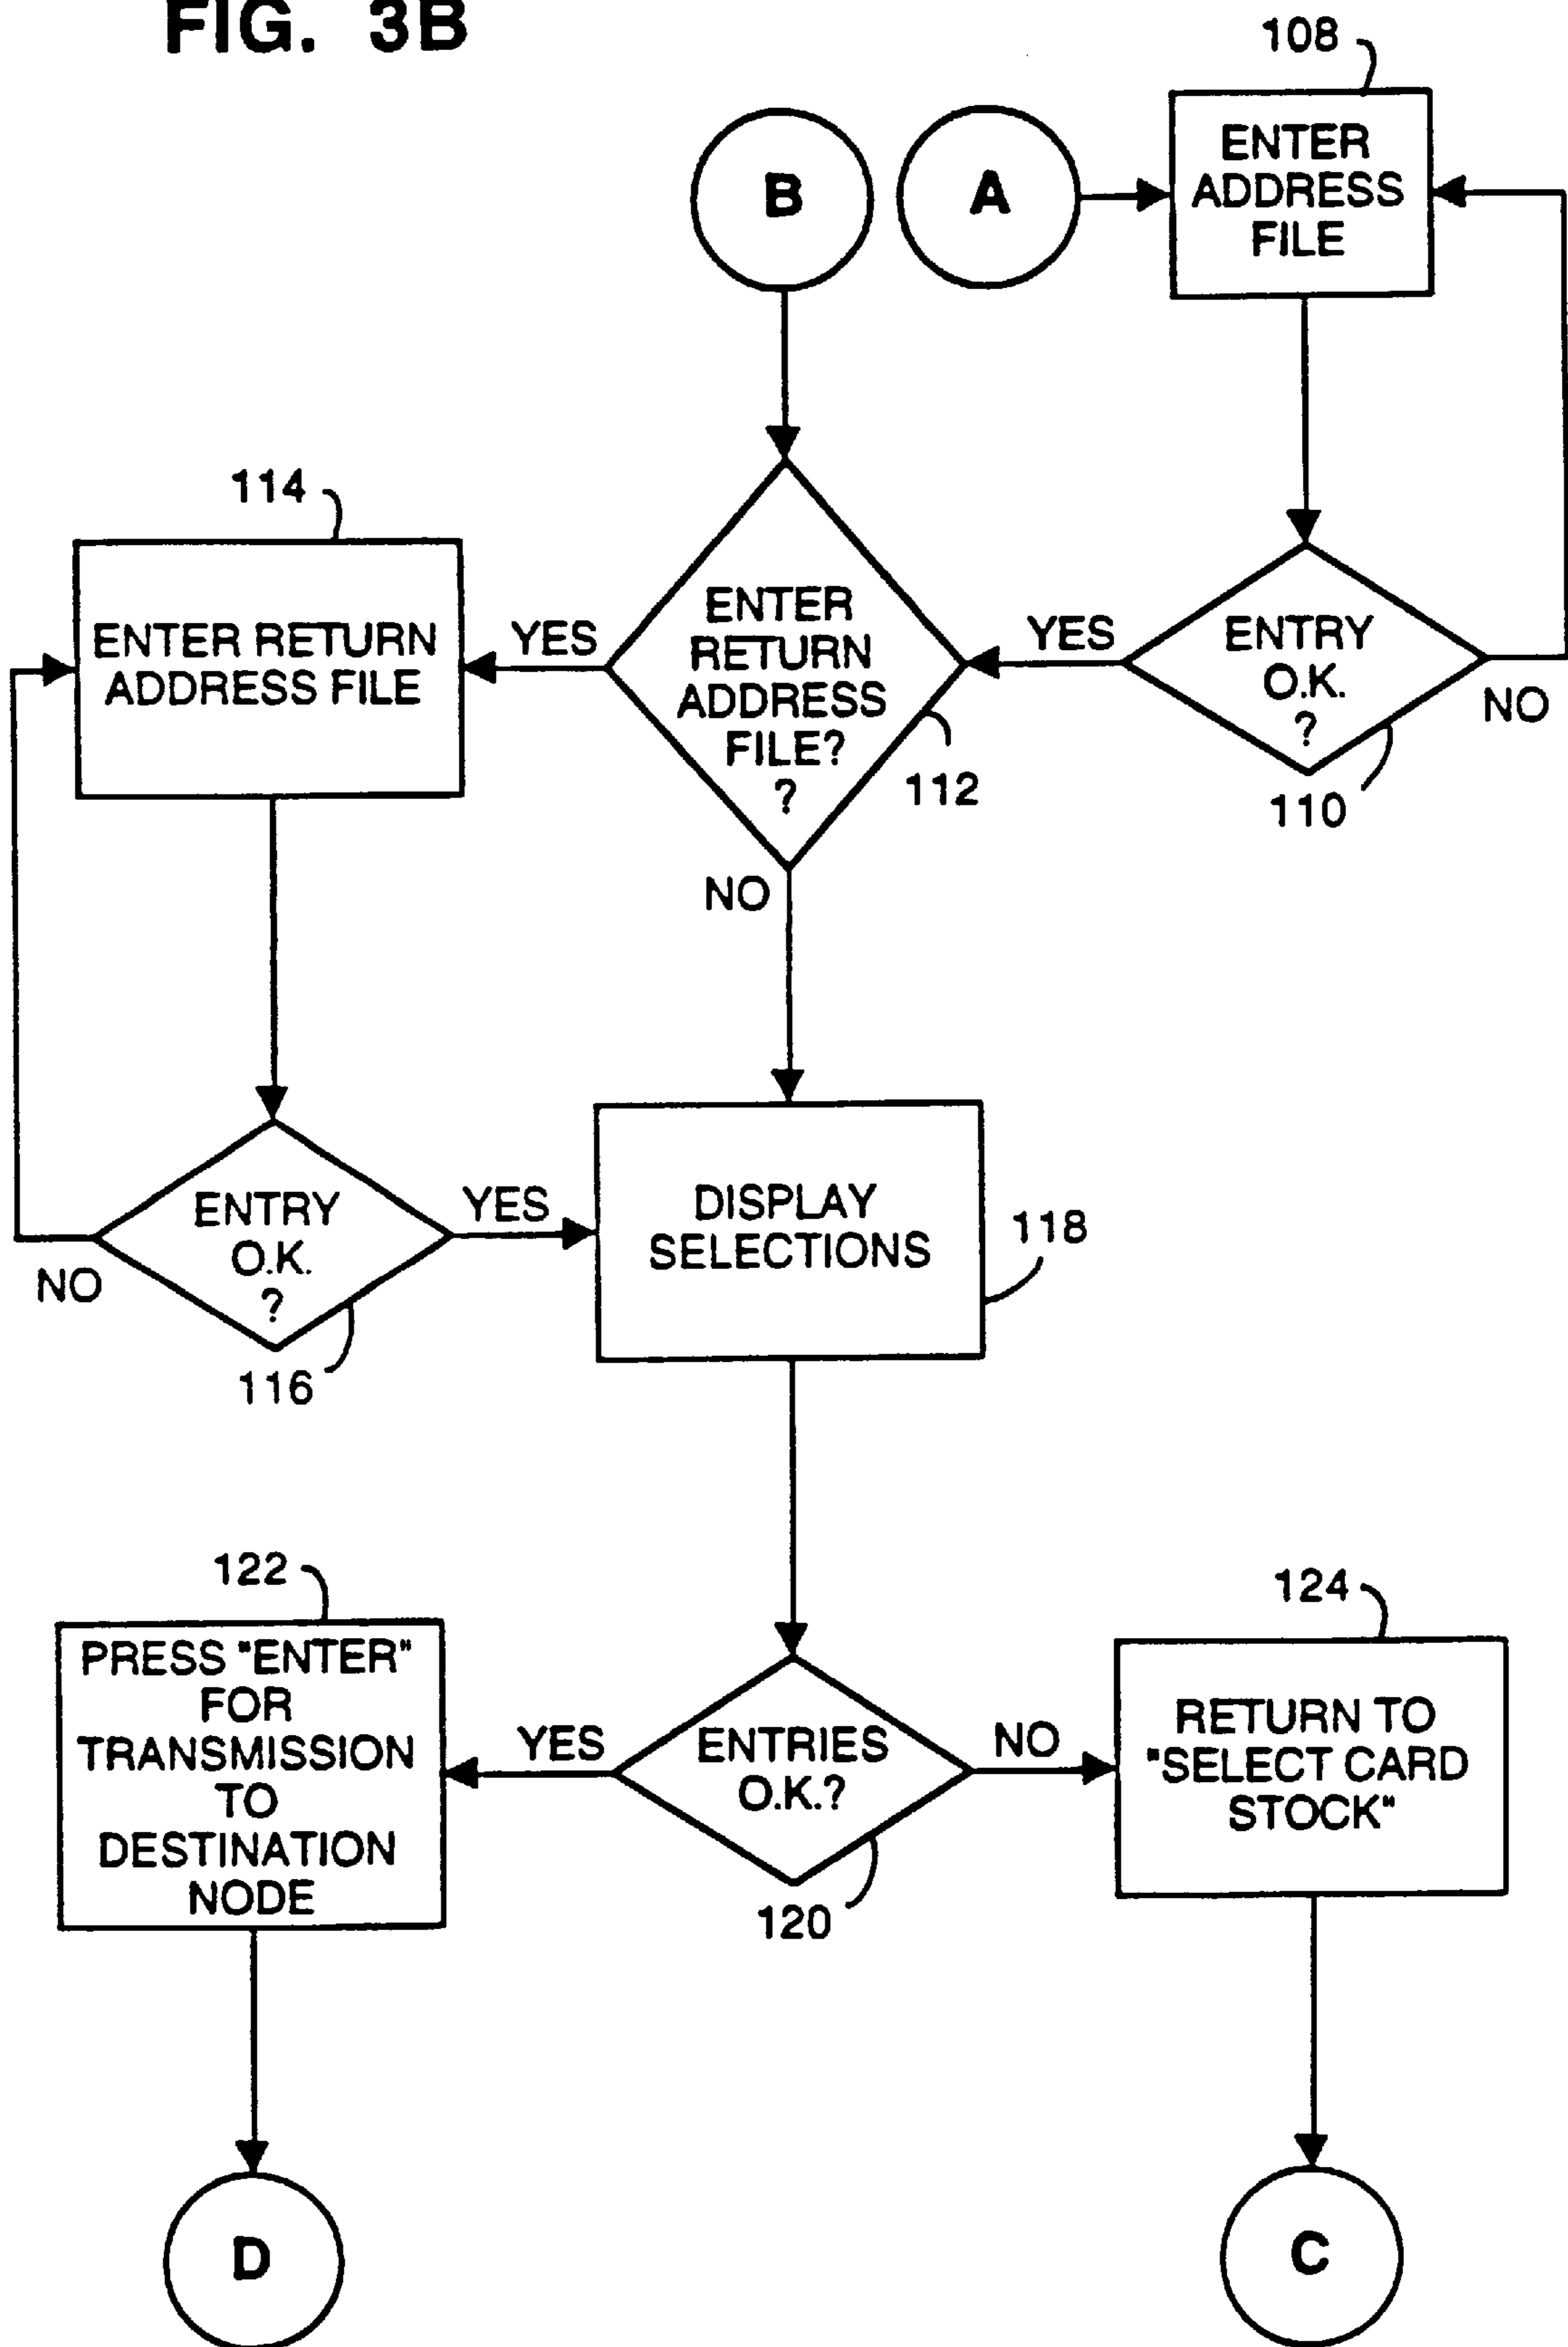 FIG. 3B
108
B
A
ENTER
ADDRESS
FILE
114
ENTER RETURN
ADDRESS FILE
YES
ENTER
RETURN
ADDRESS
FILE?
?
112
YES
ENTRY
O.K.
?
NO
110
NO
ENTRY
O.K.
?
NO
116
YES
DISPLAY
SELECTIONS
118
122
PRESS "ENTER"
FOR
TRANSMISSION
TO
DESTINATION
NODE
YES
ENTRIES
O.K.?
120
NO
124
RETURN TO
"SELECT CARD
STOCK"
D
C